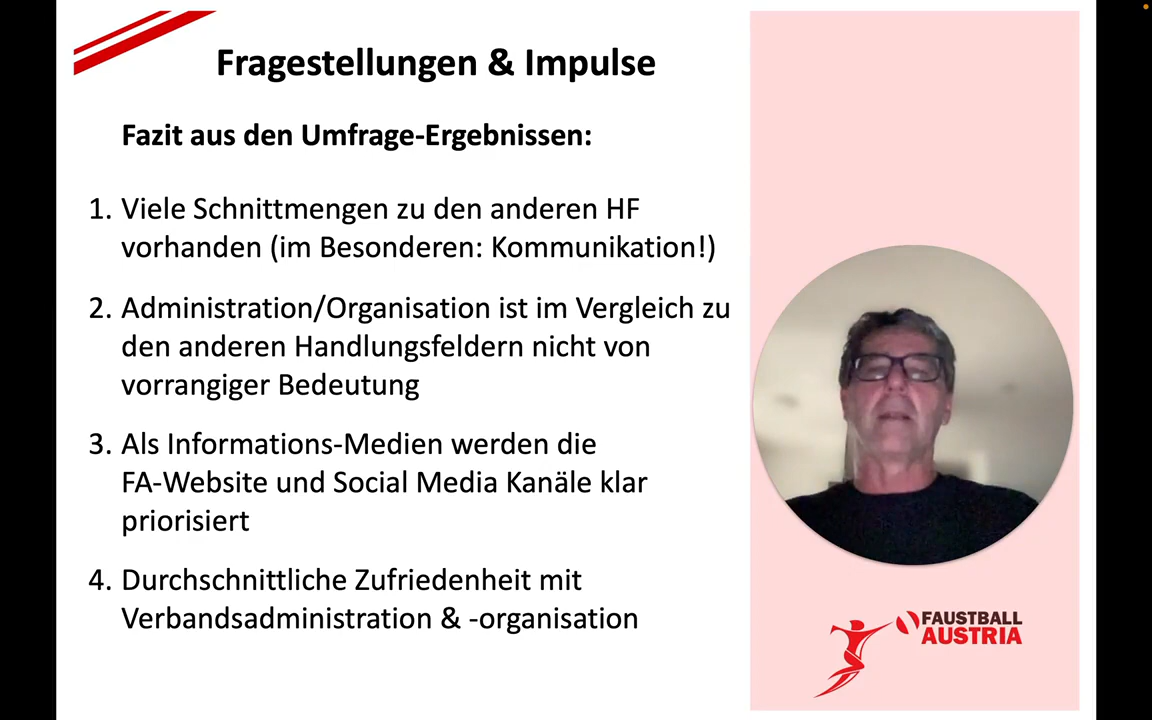 Fragestellungen & Impulse
Fazit aus den Umfrage-Ergebnissen:
1. Viele Schnittmengen zu den anderen HF
vorhanden (im Besonderen: Kommunikation!)
2. Administration/Organisation ist im Vergleich zu
den anderen Handlungsfeldern nicht von
vorrangiger Bedeutung
3. Als Informations-Medien werden die
FA-Website und Social Media Kanäle klar
priorisiert
4. Durchschnittliche Zufriedenheit mit
Verbandsadministration & -organisation
FAUSTBALL
AUSTRIA